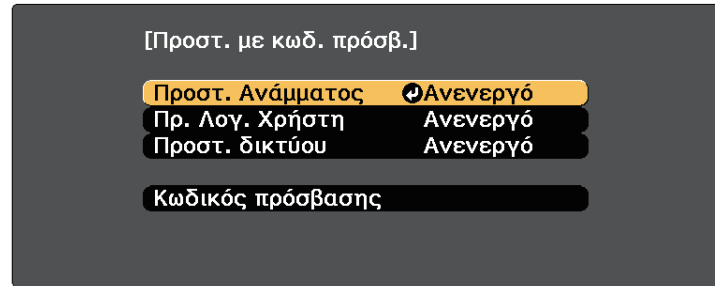 [Προστ. με κωδ. πρόσβ.]
Προστ. Ανάμματος Ανενεργό
Πρ. Λογ. Χρήστη Ανενεργό
Προστ. δικτύου Ανενεργό
Κωδικός πρόσβασης